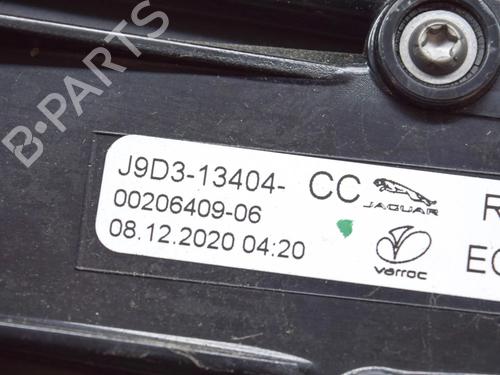 B-PARTS
J9D3-13404- CC JAGUAR R
00206409-06
08.12.2020 04:20 varroc EC